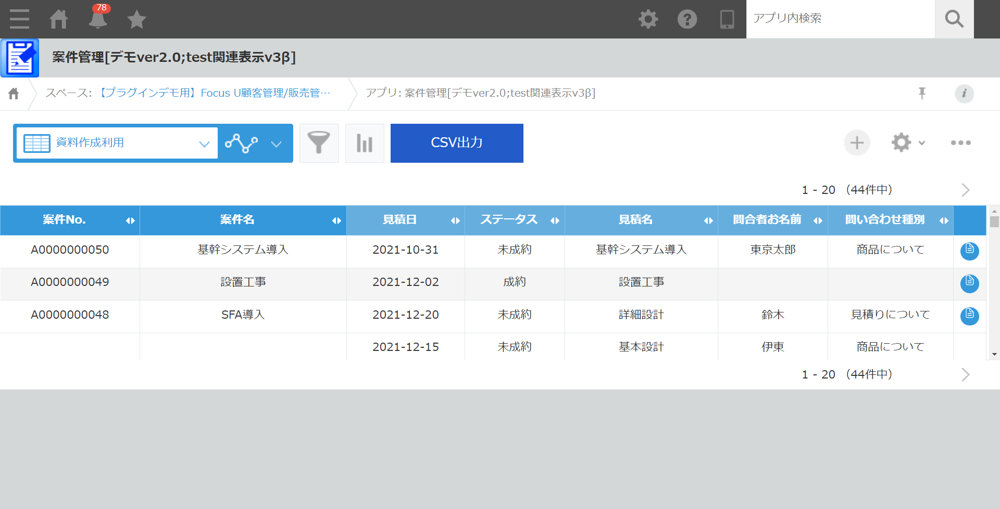 78
アプリ内検索
案件管理[デモver2.0;test関連表示v3β]
スペース: 【プラグインデモ用】Focus U顧客管理/販売管… アプリ: 案件管理[デモver2.0;test関連表示v3β]
資料作成利用 CSV出力
1 - 20 （44件中）
案件No. 案件名 見積日 ステータス 見積名 問合者お名前 問い合わせ種別
A0000000050 基幹システム導入 2021-10-31 未成約 基幹システム導入 東京太郎 商品について
A0000000049 設置工事 2021-12-02 成約 設置工事
A0000000048 SFA導入 2021-12-20 未成約 詳細設計 鈴木 見積りについて
2021-12-15 未成約 基本設計 伊東 商品について
1 - 20 （44件中）